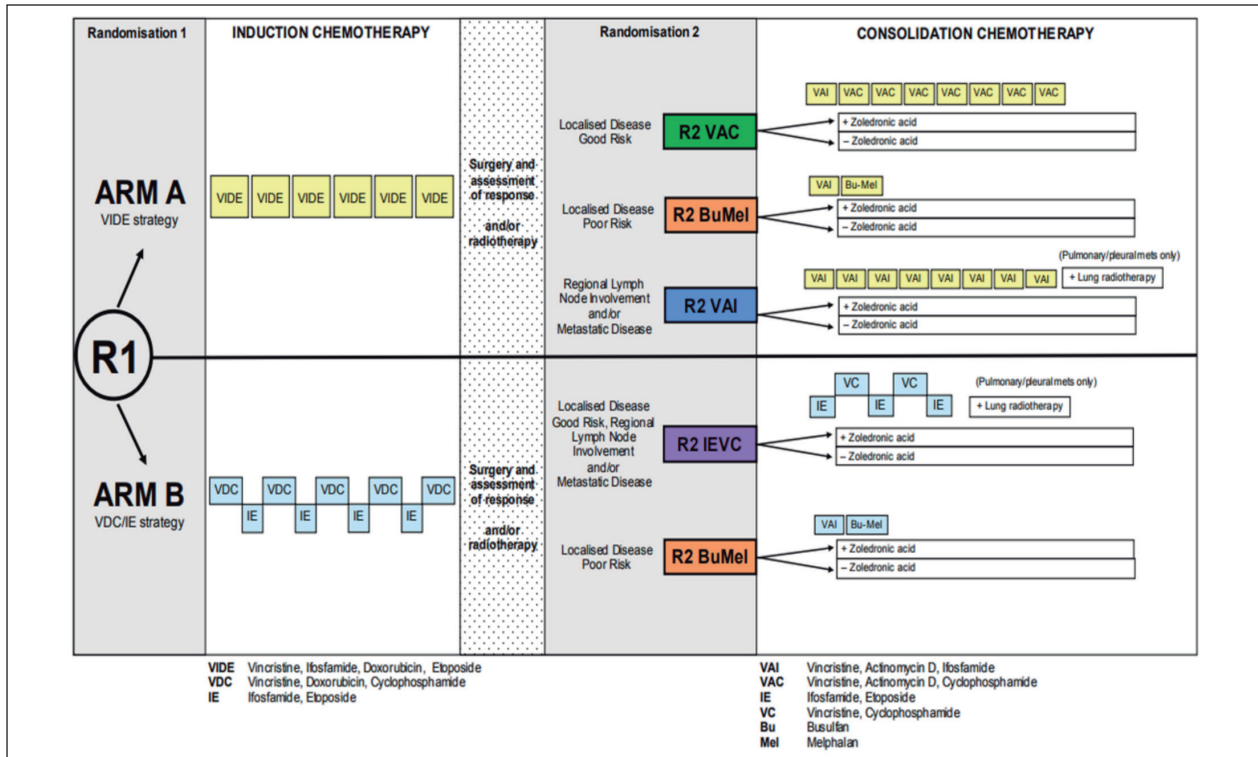 Randomisation 1
INDUCTION CHEMOTHERAPY
Randomisation 2
CONSOLIDATION CHEMOTHERAPY
ARM A
VIDE strategy
VIDE VIDE VIDE VIDE VIDE VIDE
Surgery and
assessment
of response
and/or
radiotherapy
Localised Disease
Good Risk
R2 VAC
VAI VAC VAC VAC VAC VAC VAC VAC
+ Zoledronic acid
– Zoledronic acid
Localised Disease
Poor Risk
R2 BuMel
VAI Bu-Mel
+ Zoledronic acid
– Zoledronic acid
Regional Lymph
Node Involvement
and/or
Metastatic Disease
R2 VAI
(Pulmonary/pleural mets only)
VAI VAI VAI VAI VAI VAI VAI VAI + Lung radiotherapy
+ Zoledronic acid
– Zoledronic acid
R1
ARM B
VDC/IE strategy
VDC VDC VDC VDC VDC
IE IE IE IE
Surgery and
assessment
of response
and/or
radiotherapy
Localised Disease
Good Risk, Regional
Lymph Node
Involvement
and/or
Metastatic Disease
R2 IEVC
VC VC (Pulmonary/pleural mets only)
IE IE IE + Lung radiotherapy
+ Zoledronic acid
– Zoledronic acid
Localised Disease
Poor Risk
R2 BuMel
VAI Bu-Mel
+ Zoledronic acid
– Zoledronic acid
VIDE Vincristine, Ifosfamide, Doxorubicin, Etoposide
VDC Vincristine, Doxorubicin, Cyclophosphamide
IE Ifosfamide, Etoposide
VAI Vincristine, Actinomycin D, Ifosfamide
VAC Vincristine, Actinomycin D, Cyclophosphamide
IE Ifosfamide, Etoposide
VC Vincristine, Cyclophosphamide
Bu Busulfan
Mel Melphalan